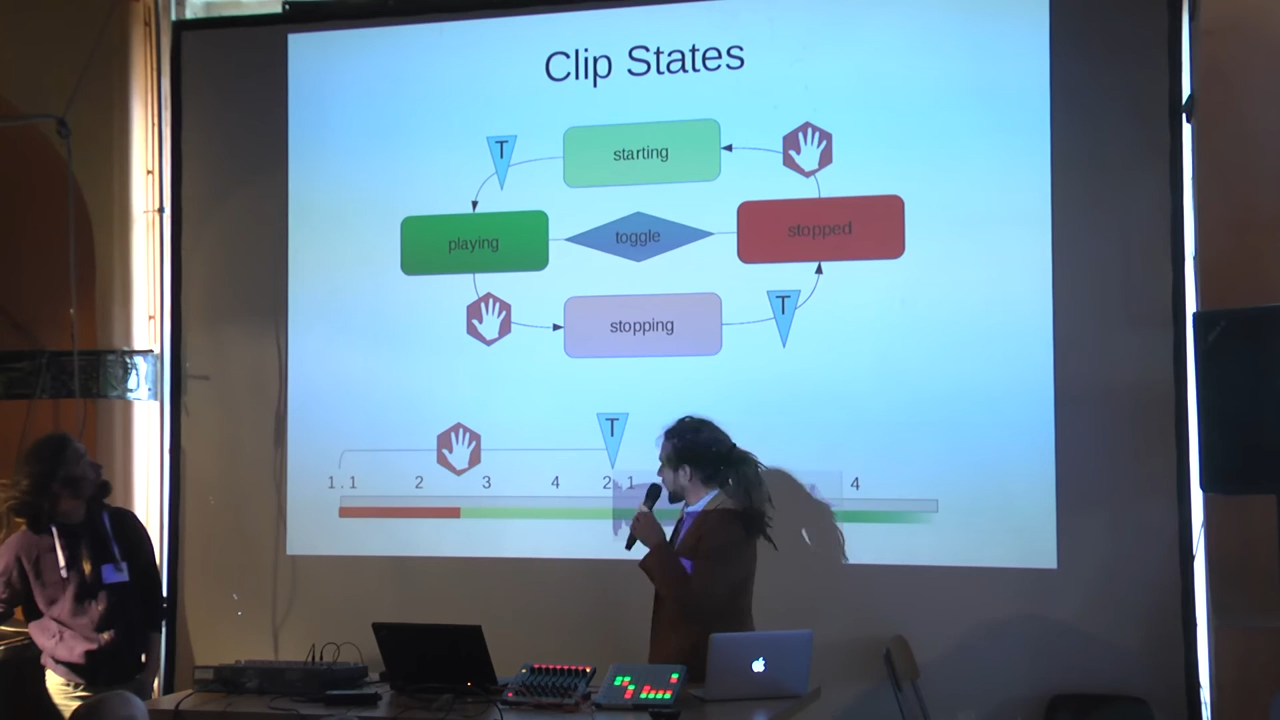 Clip States
T
starting
playing
toggle
stopped
stopping
T
T
1.1 2 3 4 2.1 4